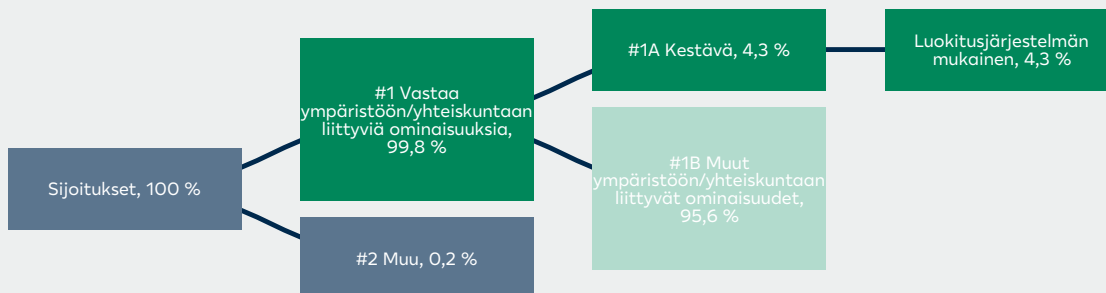 Sijoitukset, 100 %
#1 Vastaa
ympäristöön/yhteiskuntaan
liittyviä ominaisuuksia,
99,8 %
#2 Muu, 0,2 %
#1A Kestävä, 4,3 %
#1B Muut
ympäristöön/yhteiskuntaan
liittyvät ominaisuudet,
95,6 %
Luokitusjärjestelmän
mukainen, 4,3 %